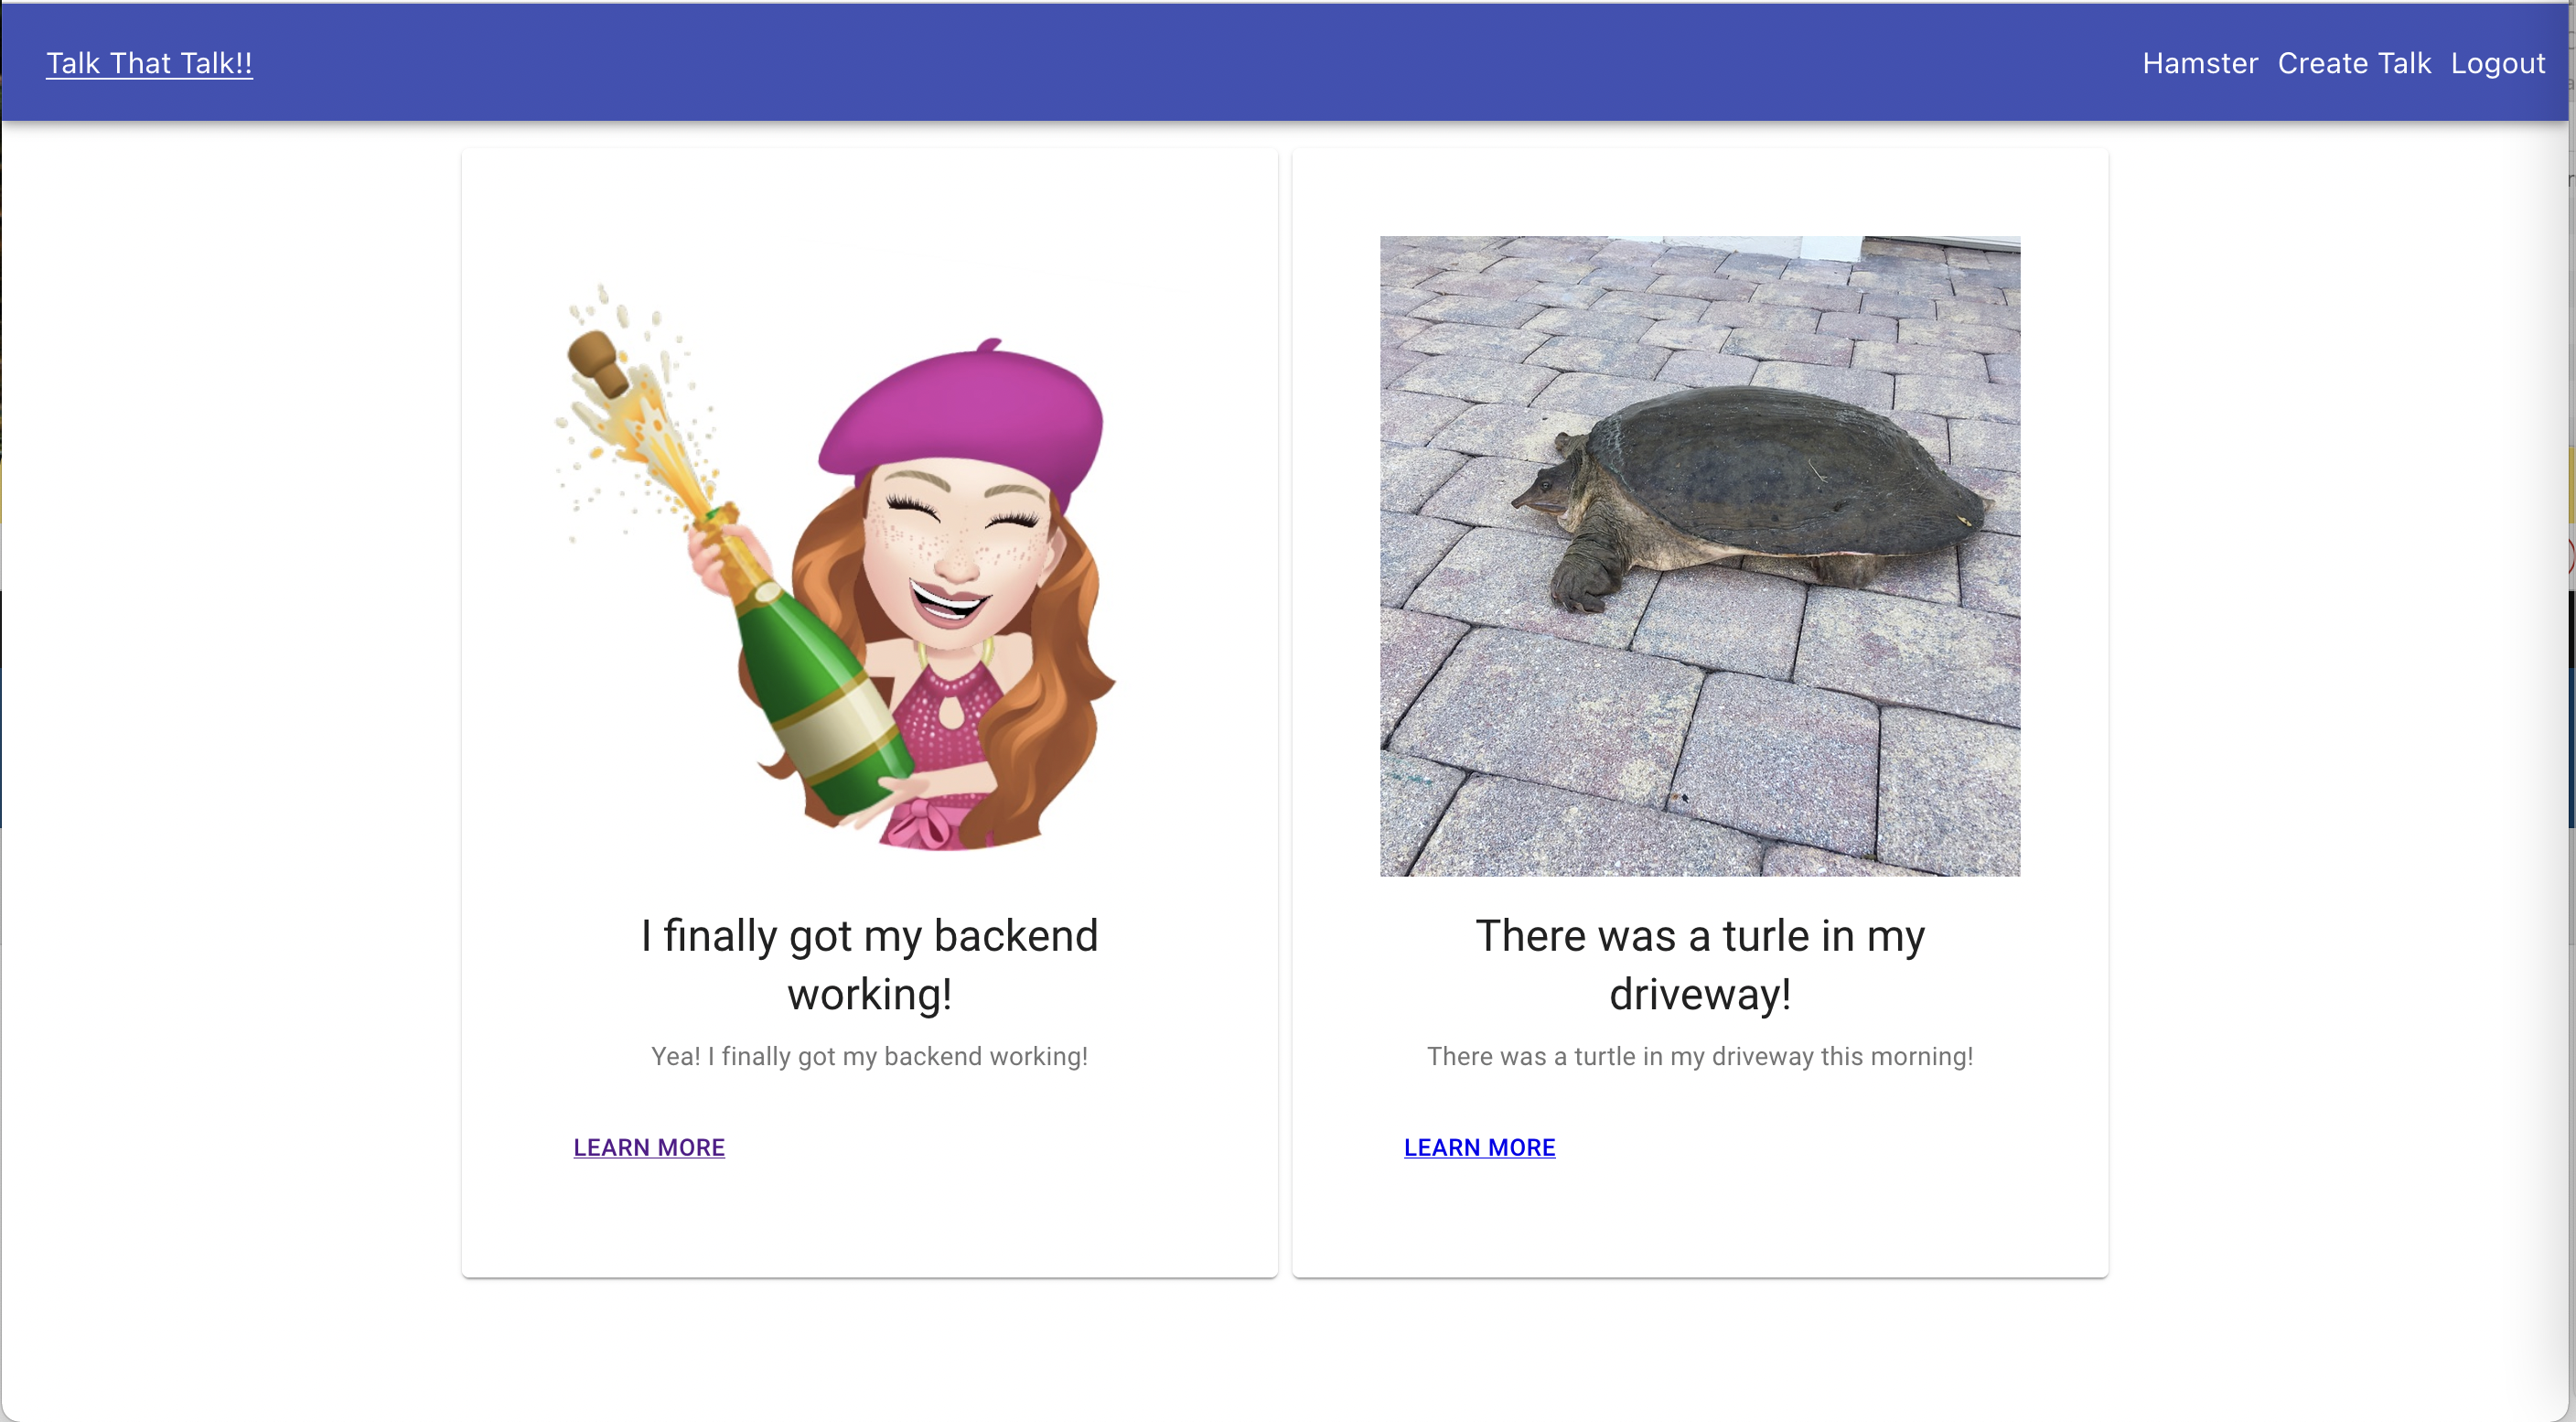 Talk That Talk!!
Hamster Create Talk Logout
I finally got my backend
working!
Yea! I finally got my backend working!
LEARN MORE
There was a turle in my
driveway!
There was a turtle in my driveway this morning!
LEARN MORE